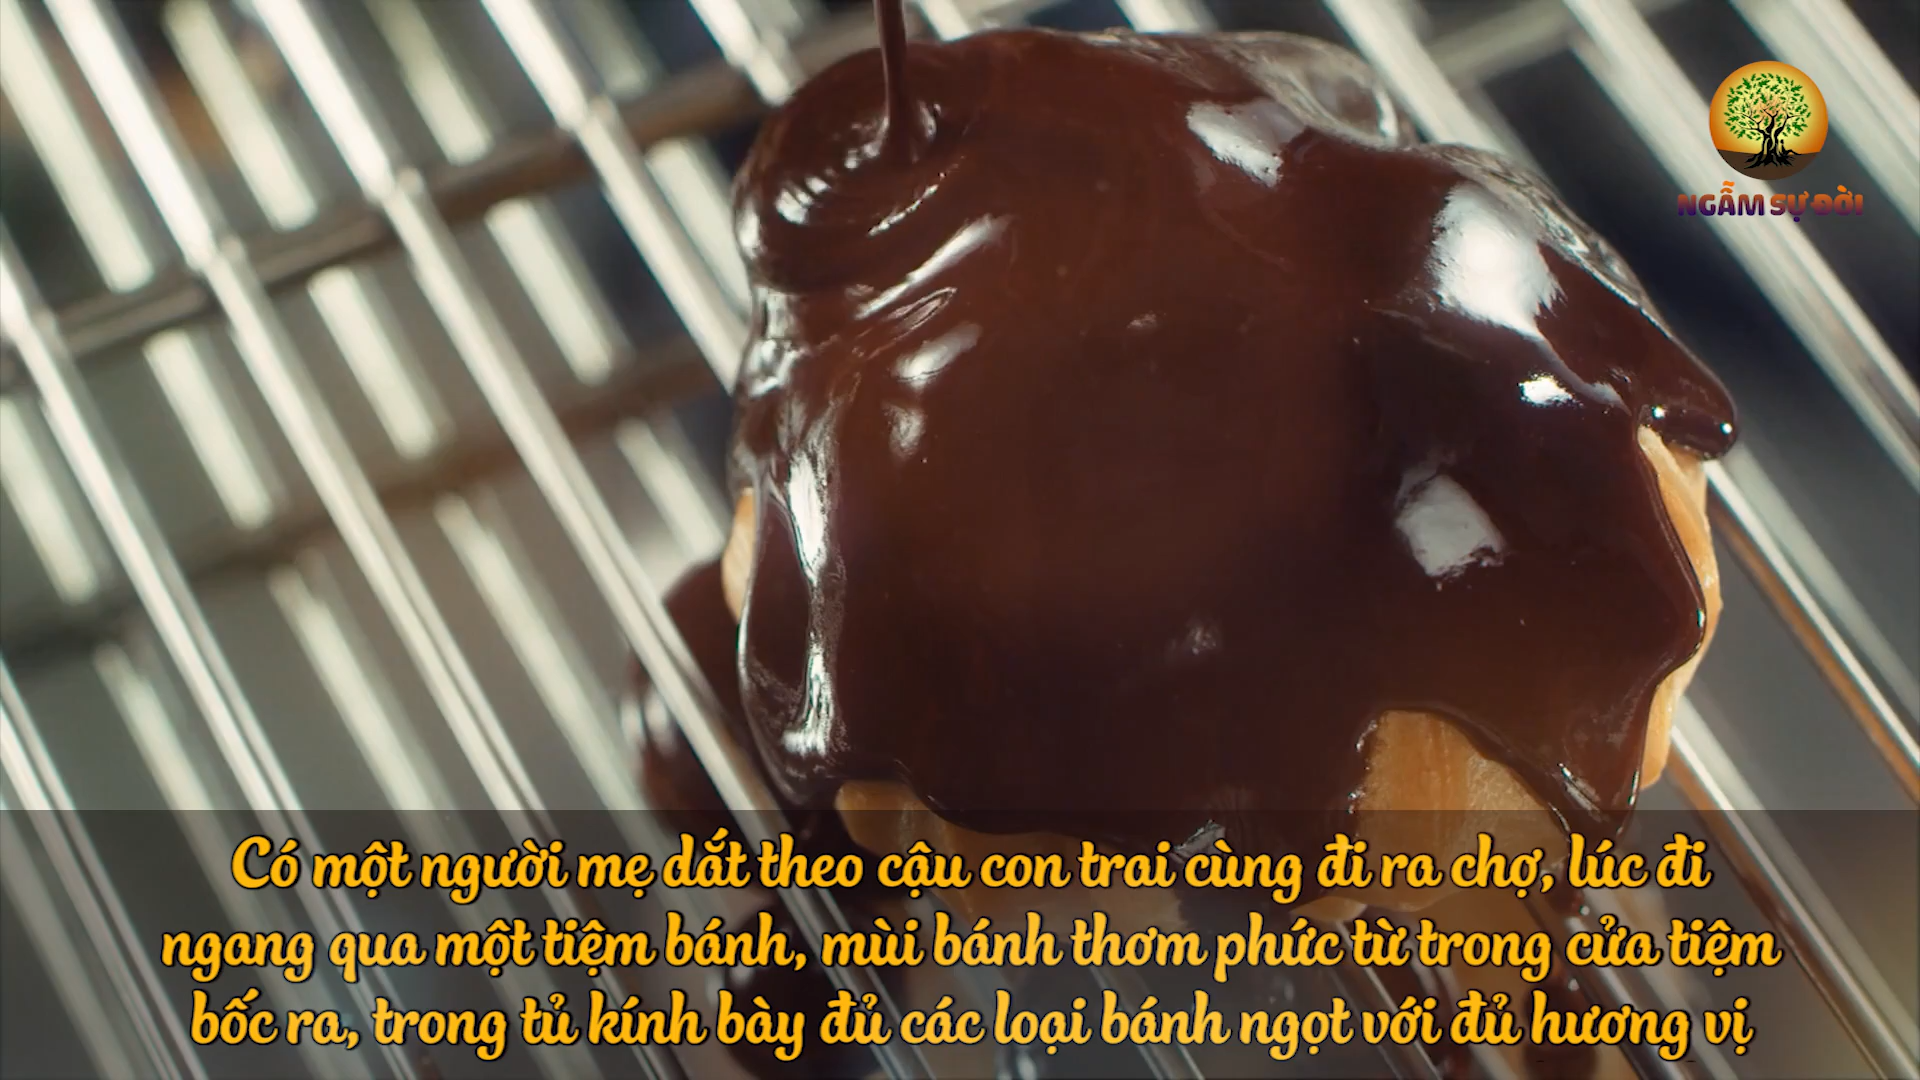 NGẪM SỰ ĐỜI
Có một người mẹ dắt theo cậu con trai cùng đi ra chợ, lúc đi
ngang qua một tiệm bánh, mùi bánh thơm phức từ trong cửa tiệm
bốc ra, trong tủ kính bày đủ các loại bánh ngọt với đủ hương vị